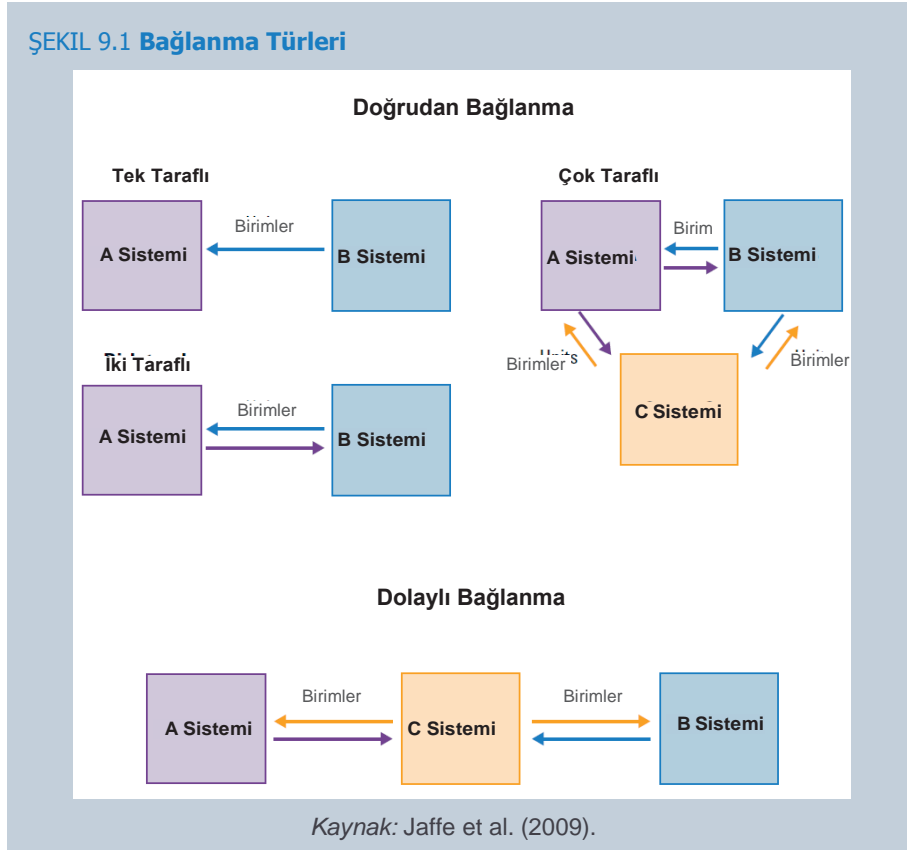 ŞEKIL 9.1 Bağlanma Türleri
Doğrudan Bağlanma
Tek Taraflı
Birimler
A Sistemi
B Sistemi
İki Taraflı
Birimler
A Sistemi
B Sistemi
Çok Taraflı
Birim
A Sistemi
B Sistemi
Birimler
Birimler
C Sistemi
Dolaylı Bağlanma
Birimler
Birimler
A Sistemi
C Sistemi
B Sistemi
Kaynak: Jaffe et al. (2009).